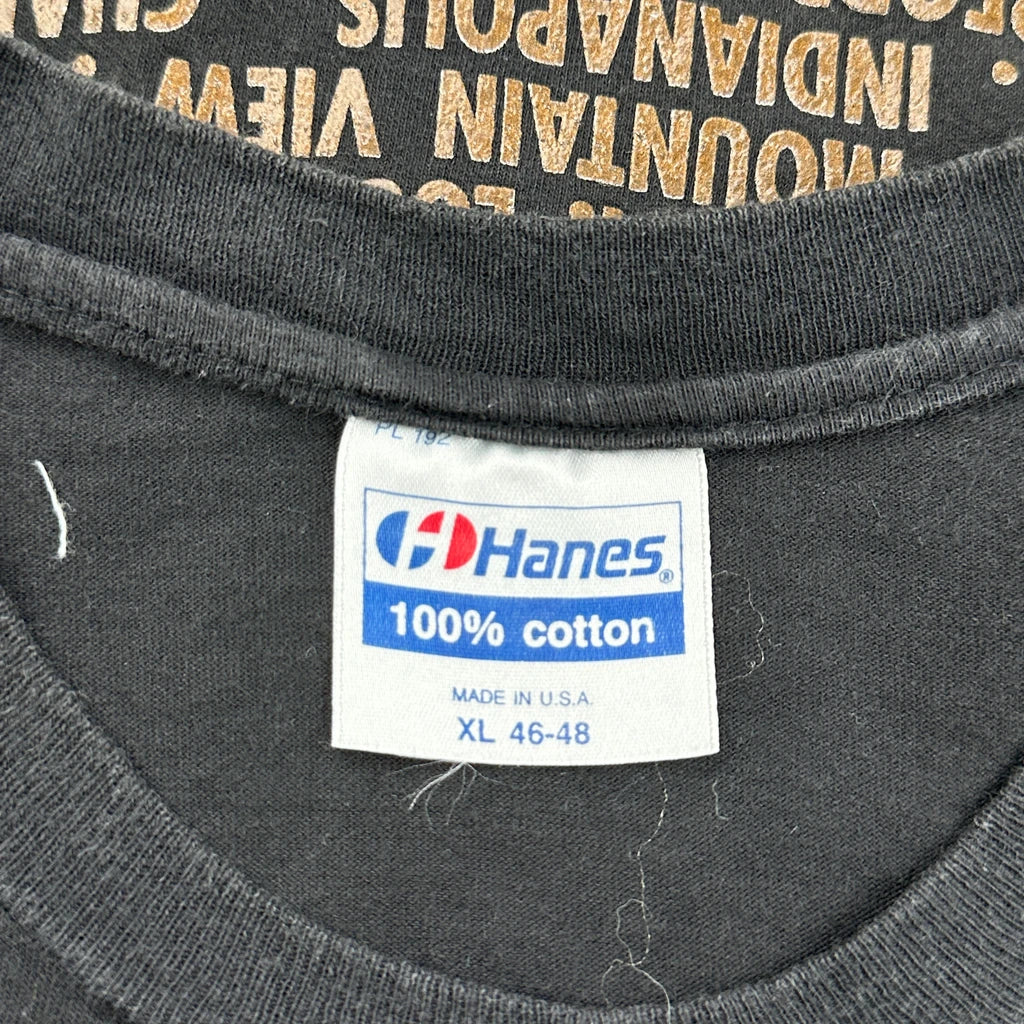 INDIANAPOLIS
MOUNTAIN VIEW
PL 192
Hanes®
100% cotton
MADE IN U.S.A.
XL 46-48